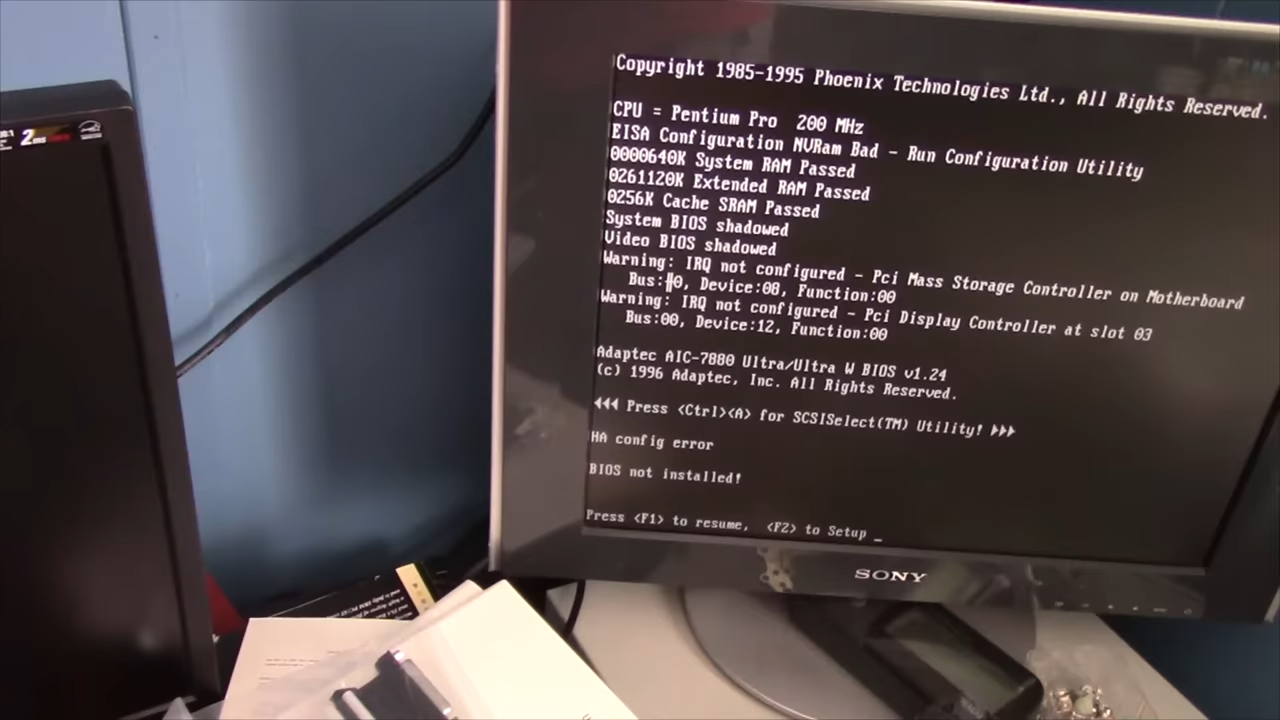 Copyright 1985-1995 Phoenix Technologies Ltd., All Rights Reserved.
CPU = Pentium Pro 200 MHz
EISA Configuration NVRam Bad - Run Configuration Utility
0000640K System RAM Passed
0261120K Extended RAM Passed
0256K Cache SRAM Passed
System BIOS shadowed
Video BIOS shadowed
Warning: IRQ not configured - Pci Mass Storage Controller on Motherboard
Bus:00, Device:08, Function:00
Warning: IRQ not configured - Pci Display Controller at slot 03
Bus:00, Device:12, Function:00
Adaptec AIC-7880 Ultra/Ultra W BIOS v1.24
(c) 1996 Adaptec, Inc. All Rights Reserved.
◄◄◄ Press <Ctrl><A> for SCSISelect(TM) Utility! ►►►
HA config error
BIOS not installed!
Press <F1> to resume, <F2> to Setup _
SONY
2ms